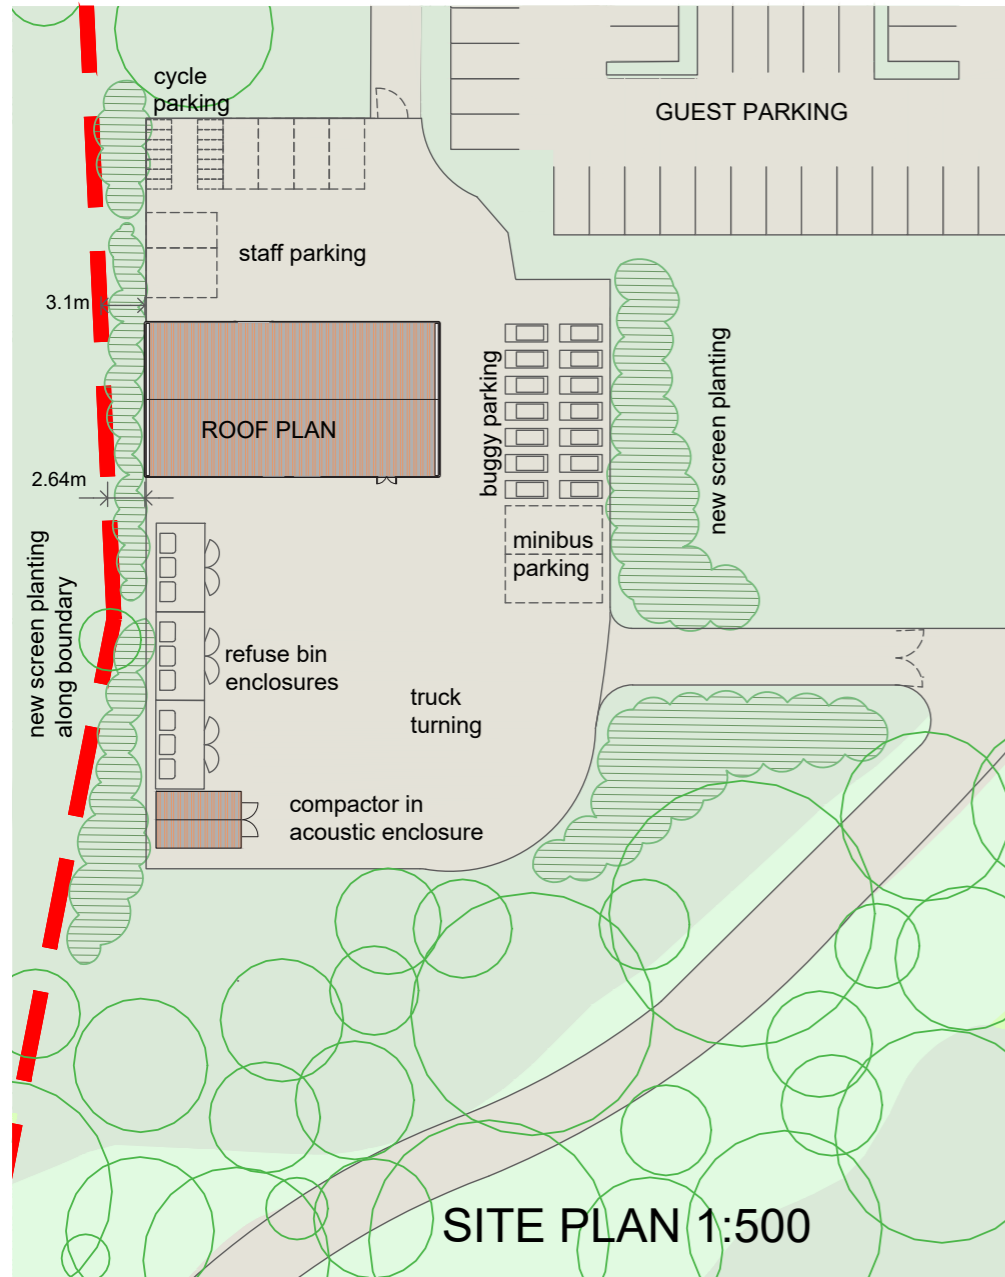 cycle
parking
GUEST PARKING
staff parking
3.1m
ROOF PLAN
buggy parking
new screen planting
2.64m
minibus
parking
new screen planting
along boundary
refuse bin
enclosures
truck
turning
compactor in
acoustic enclosure
SITE PLAN 1:500